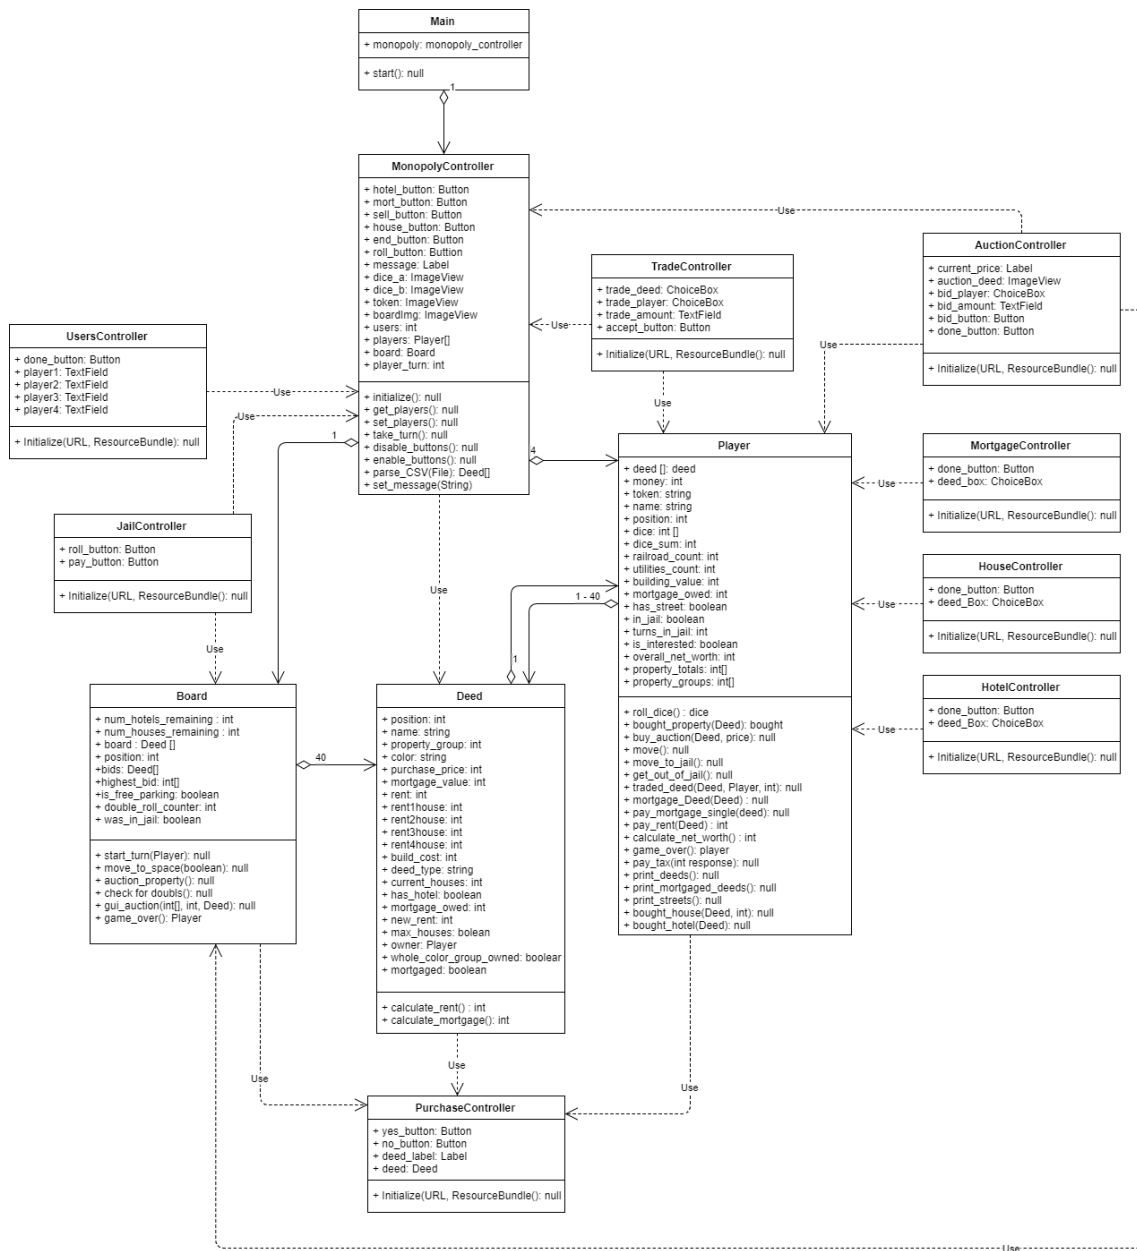 Main
+ monopoly: monopoly_controller
+ start(): null
1
MonopolyController
+ hotel_button: Button
+ mort_button: Button
+ sell_button: Button
+ house_button: Button
+ end_button: Button
+ roll_button: Buttion
+ message: Label
+ dice_a: ImageView
+ dice_b: ImageView
+ token: ImageView
+ boardImg: ImageView
+ users: int
+ players: Player[]
+ board: Board
+ player_turn: int
+ initialize(): null
+ get_players(): null
+ set_players(): null
+ take_turn(): null
+ disable_buttons(): null
+ enable_buttons(): null
+ parse_CSV(File): Deed[]
+ set_message(String)
Use
AuctionController
+ current_price: Label
+ auction_deed: ImageView
+ bid_player: ChoiceBox
+ bid_amount: TextField
+ bid_button: Button
+ done_button: Button
+ Initialize(URL, ResourceBundle(): null
TradeController
+ trade_deed: ChoiceBox
+ trade_player: ChoiceBox
+ trade_amount: TextField
+ accept_button: Button
+ Initialize(URL, ResourceBundle(): null
Use
Use
Use
UsersController
+ done_button: Button
+ player1: TextField
+ player2: TextField
+ player3: TextField
+ player4: TextField
+ Initialize(URL, ResourceBundle): null
Use
Use
1
4
JailController
+ roll_button: Button
+ pay_button: Button
+ Initialize(URL, ResourceBundle(): null
Use
Use
Player
+ deed []: deed
+ money: int
+ token: string
+ name: string
+ position: int
+ dice: int []
+ dice_sum: int
+ railroad_count: int
+ utilities_count: int
+ building_value: int
+ mortgage_owed: int
+ has_street: boolean
+ in_jail: boolean
+ turns_in_jail: int
+ is_interested: boolean
+ overall_net_worth: int
+ property_totals: int[]
+ property_groups: int[]
+ roll_dice() : dice
+ bought_property(Deed): bought
+ buy_auction(Deed, price): null
+ move(): null
+ move_to_jail(): null
+ get_out_of_jail(): null
+ traded_deed(Deed, Player, int): null
+ mortgage_Deed(Deed) : null
+ pay_mortgage_single(deed): null
+ pay_rent(Deed) : int
+ calculate_net_worth() : int
+ game_over(): player
+ pay_tax(int response): null
+ print_deeds(): null
+ print_mortgaged_deeds(): null
+ print_streets(): null
+ bought_house(Deed, int): null
+ bought_hotel(Deed): null
MortgageController
+ done_button: Button
+ deed_box: ChoiceBox
+ Initialize(URL, ResourceBundle(): null
Use
HouseController
+ done_button: Button
+ deed_Box: ChoiceBox
+ Initialize(URL, ResourceBundle(): null
Use
HotelController
+ done_button: Button
+ deed_Box: ChoiceBox
+ Initialize(URL, ResourceBundle(): null
Use
1 - 40
1
Board
+ num_hotels_remaining : int
+ num_houses_remaining : int
+ board : Deed []
+ position: int
+bids: Deed[]
+highest_bid: int[]
+is_free_parking: boolean
+ double_roll_counter: int
+ was_in_jail: boolean
+ start_turn(Player): null
+ move_to_space(boolean): null
+ auction_property(): null
+ check for doubls(): null
+ gui_auction(int[], int, Deed): null
+ game_over(): Player
40
Deed
+ position: int
+ name: string
+ property_group: int
+ color: string
+ purchase_price: int
+ mortgage_value: int
+ rent: int
+ rent1house: int
+ rent2house: int
+ rent3house: int
+ rent4house: int
+ build_cost: int
+ deed_type: string
+ current_houses: int
+ has_hotel: boolean
+ mortgage_owed: int
+ new_rent: int
+ max_houses: bolean
+ owner: Player
+ whole_color_group_owned: boolear
+ mortgaged: boolean
+ calculate_rent() : int
+ calculate_mortgage(): int
Use
Use
Use
PurchaseController
+ yes_button: Button
+ no_button: Button
+ deed_label: Label
+ deed: Deed
+ Initialize(URL, ResourceBundle(): null
Use